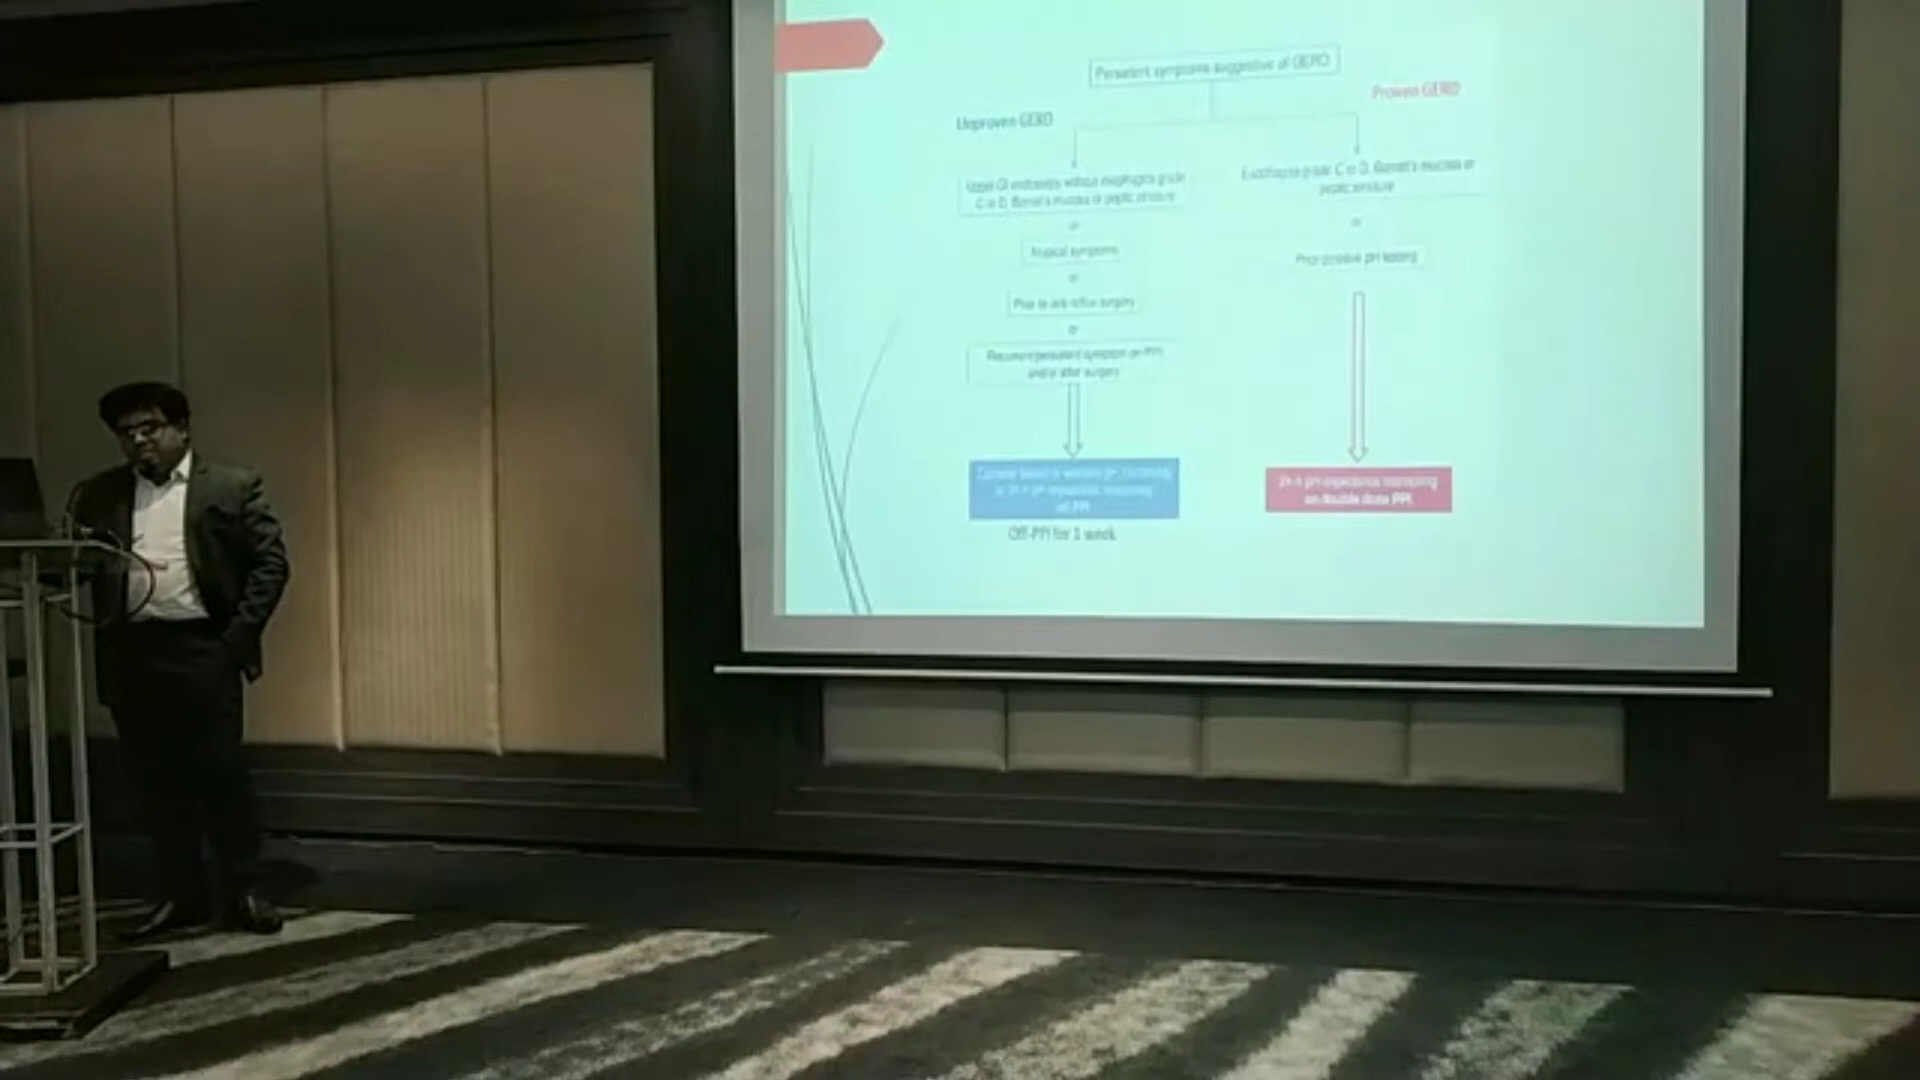 Persistent symptoms suggestive of GERD
Unproven GERD
Proven GERD
Upper GI endoscopy without esophagitis grade
C or D, Barrett's mucosa or peptic stricture
or
Atypical symptoms
or
Prior to anti reflux surgery
or
Recurrent/persistent symptom on PPI
and/or after surgery
off-PPI
Off-PPI for 1 week
Esophagitis grade C or D, Barrett's mucosa or
peptic stricture
or
Prior positive pH testing
24-h pH-impedance monitoring
on double dose PPI